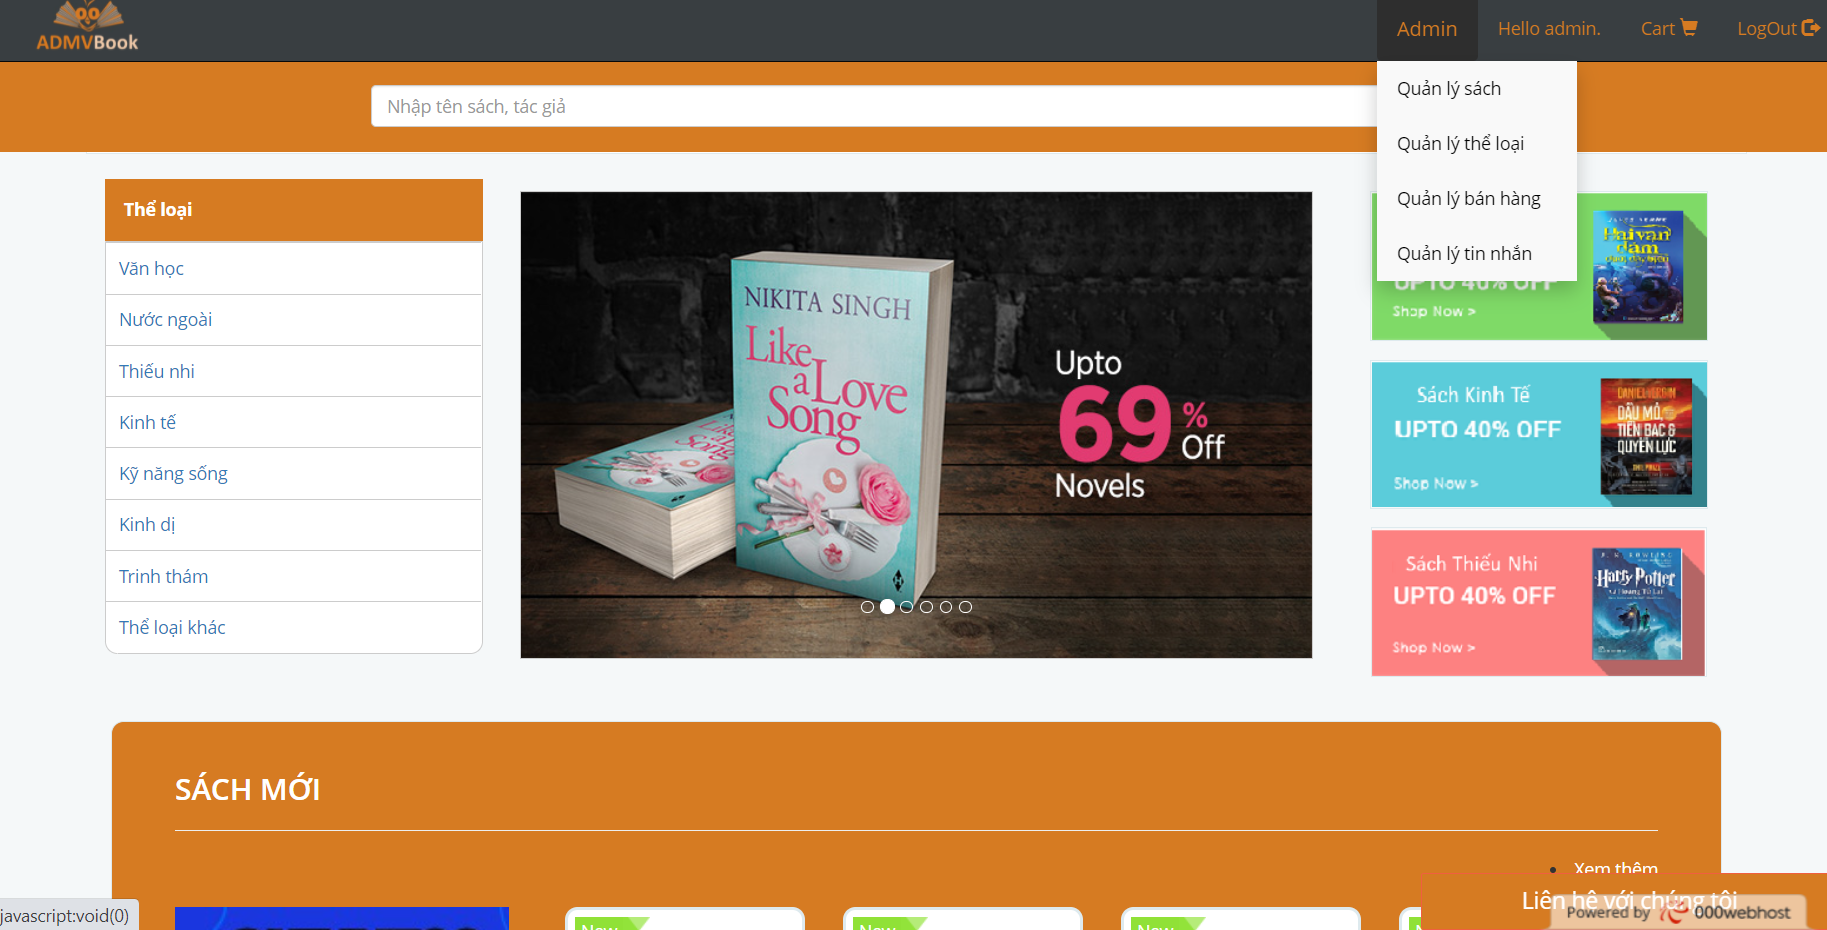 ADMVBook
Admin
Hello admin.
Cart
LogOut
Nhập tên sách, tác giả
Quản lý sách
Quản lý thể loại
Quản lý bán hàng
Quản lý tin nhắn
Thể loại
Văn học
Nước ngoài
Thiếu nhi
Kinh tế
Kỹ năng sống
Kinh dị
Trinh thám
Thể loại khác
NIKITA SINGH
Like
a Love
Song
Upto
69 %
Off
Novels
UPTO 40% OFF
Shop Now >
Sách Kinh Tế
UPTO 40% OFF
Shop Now >
DẦU MỎ,
TIỀN BẠC &
QUYỀN LỰC
Sách Thiếu Nhi
UPTO 40% OFF
Shop Now >
Harry Potter
SÁCH MỚI
Xem thêm
New
New
New
Liên hệ với chúng tôi
Powered by 000webhost
javascript:void(0)